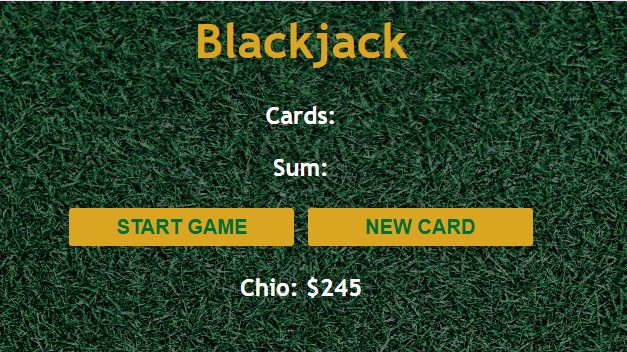 Blackjack
Cards:
Sum:
START GAME
NEW CARD
Chio: $245